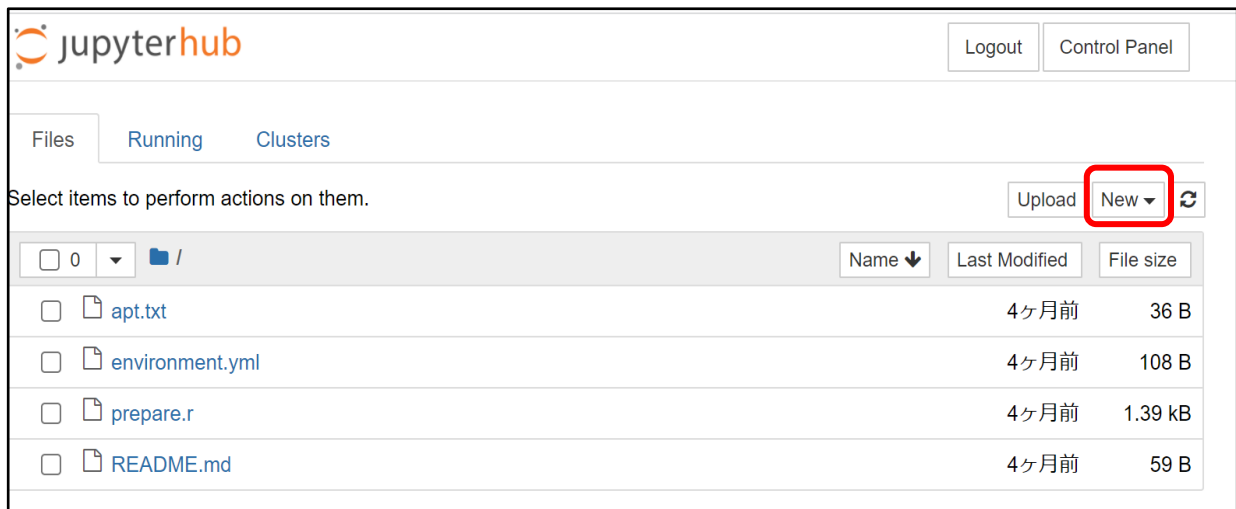 jupyterhub Logout Control Panel
Files Running Clusters
Select items to perform actions on them. Upload New
0 / Name Last Modified File size
apt.txt 4ヶ月前 36 B
environment.yml 4ヶ月前 108 B
prepare.r 4ヶ月前 1.39 kB
README.md 4ヶ月前 59 B